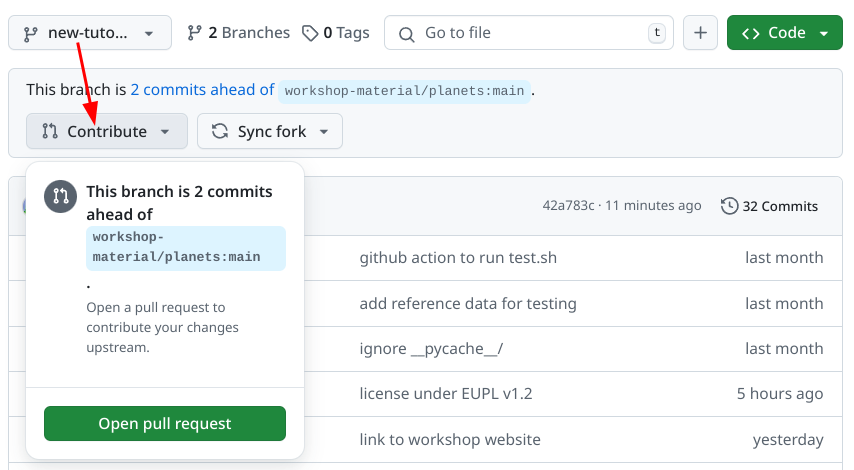 new-tuto... 2 Branches 0 Tags Go to file t + Code
This branch is 2 commits ahead of workshop-material/planets:main.
Contribute Sync fork
This branch is 2 commits
ahead of
workshop-
material/planets:main
.
Open a pull request to
contribute your changes
upstream.
Open pull request
42a783c · 11 minutes ago 32 Commits
github action to run test.sh last month
add reference data for testing last month
ignore __pycache__/ last month
license under EUPL v1.2 5 hours ago
link to workshop website yesterday